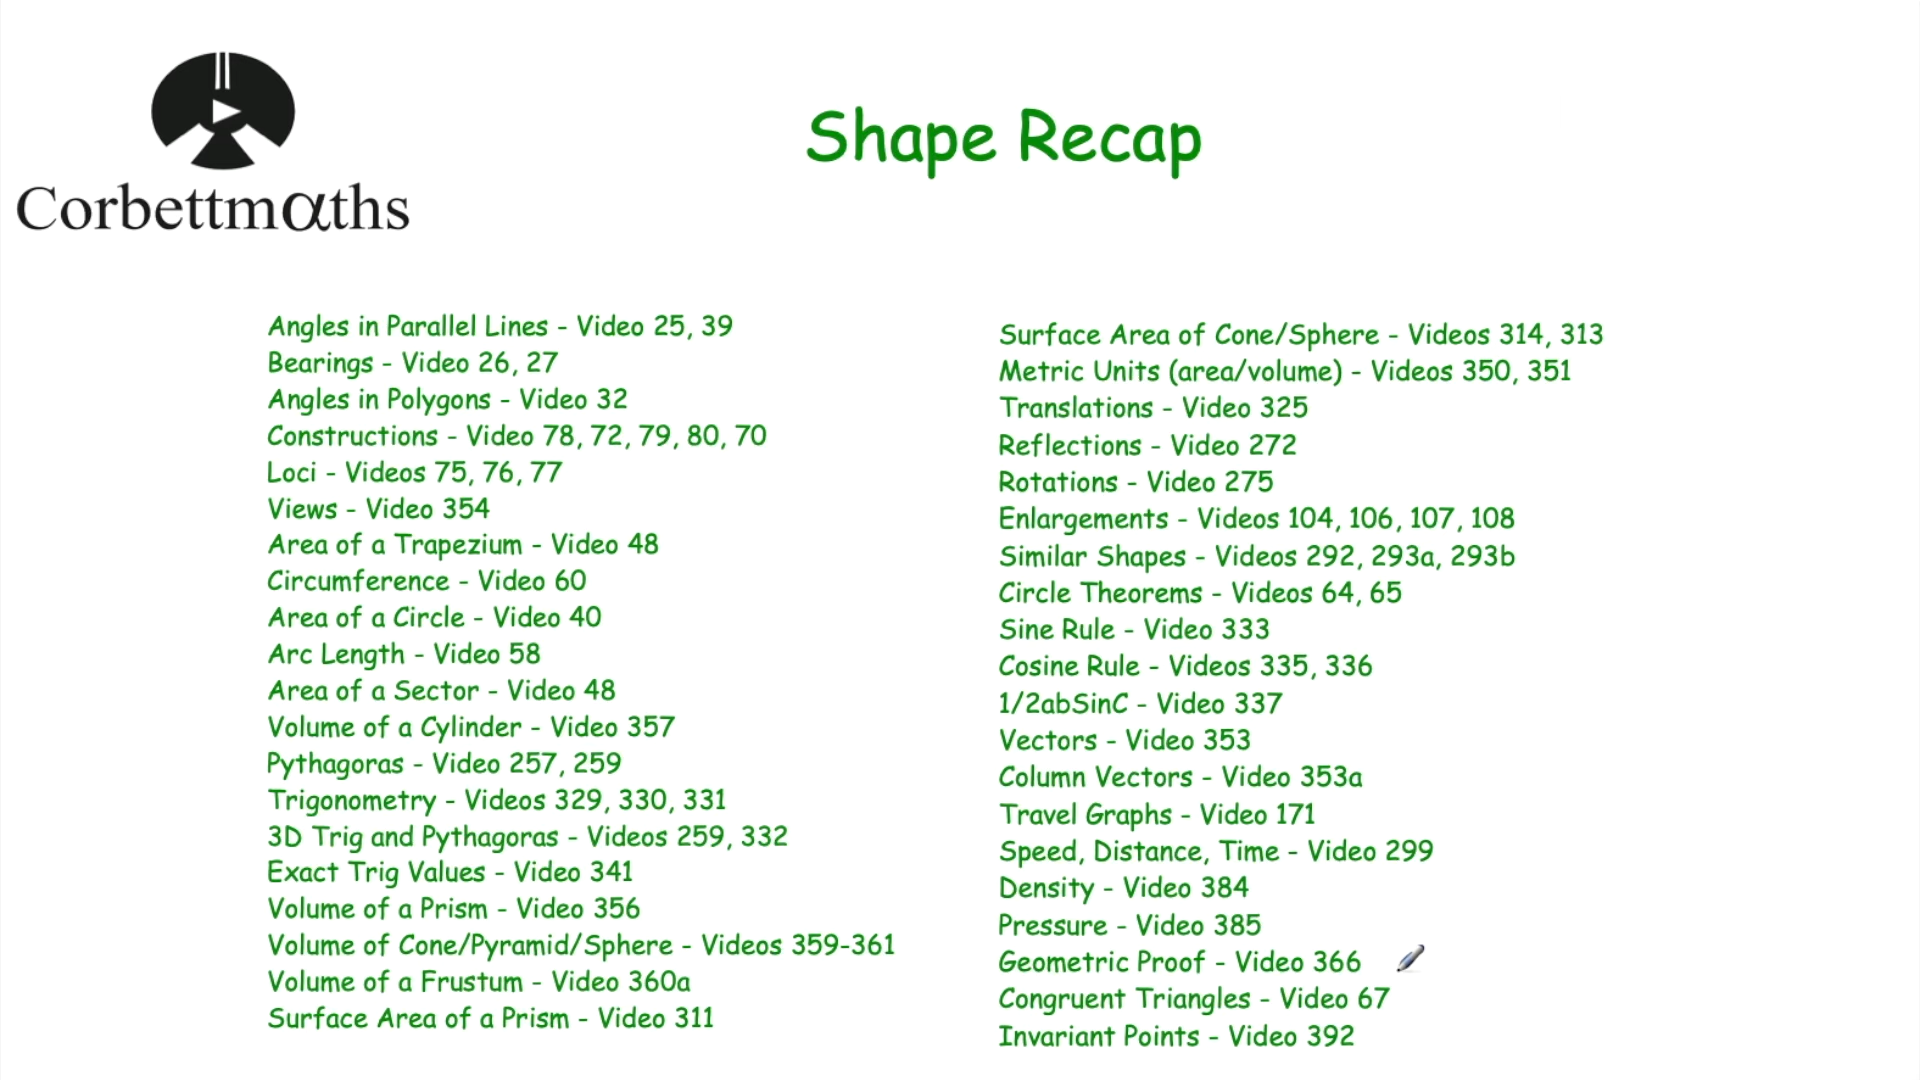 Corbettmαths
Shape Recap
Angles in Parallel Lines - Video 25, 39
Bearings - Video 26, 27
Angles in Polygons - Video 32
Constructions - Video 78, 72, 79, 80, 70
Loci - Videos 75, 76, 77
Views - Video 354
Area of a Trapezium - Video 48
Circumference - Video 60
Area of a Circle - Video 40
Arc Length - Video 58
Area of a Sector - Video 48
Volume of a Cylinder - Video 357
Pythagoras - Video 257, 259
Trigonometry - Videos 329, 330, 331
3D Trig and Pythagoras - Videos 259, 332
Exact Trig Values - Video 341
Volume of a Prism - Video 356
Volume of Cone/Pyramid/Sphere - Videos 359-361
Volume of a Frustum - Video 360a
Surface Area of a Prism - Video 311
Surface Area of Cone/Sphere - Videos 314, 313
Metric Units (area/volume) - Videos 350, 351
Translations - Video 325
Reflections - Video 272
Rotations - Video 275
Enlargements - Videos 104, 106, 107, 108
Similar Shapes - Videos 292, 293a, 293b
Circle Theorems - Videos 64, 65
Sine Rule - Video 333
Cosine Rule - Videos 335, 336
1/2abSinC - Video 337
Vectors - Video 353
Column Vectors - Video 353a
Travel Graphs - Video 171
Speed, Distance, Time - Video 299
Density - Video 384
Pressure - Video 385
Geometric Proof - Video 366
Congruent Triangles - Video 67
Invariant Points - Video 392